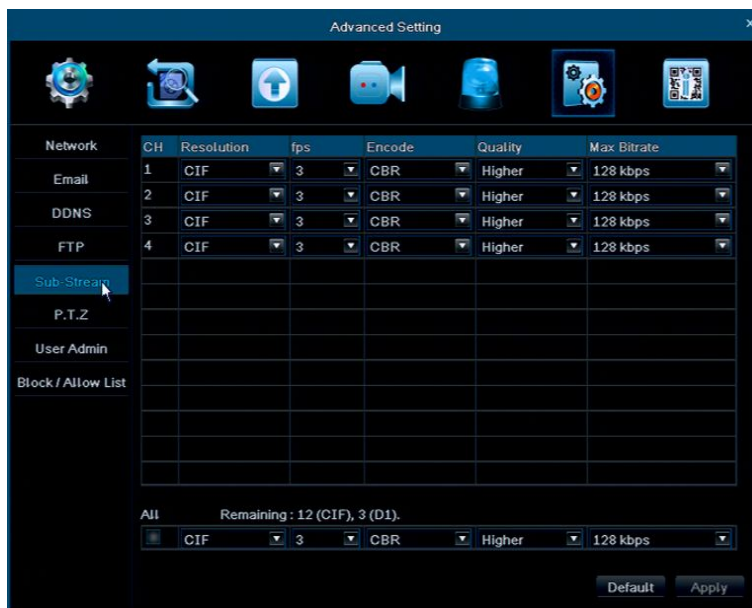 Advanced Setting x
Network
Email
DDNS
FTP
Sub-Stream
P.T.Z
User Admin
Block / Allow List
CH Resolution fps Encode Quality Max Bitrate
1 CIF 3 CBR Higher 128 kbps
2 CIF 3 CBR Higher 128 kbps
3 CIF 3 CBR Higher 128 kbps
4 CIF 3 CBR Higher 128 kbps
All Remaining : 12 (CIF), 3 (D1).
CIF 3 CBR Higher 128 kbps
Default Apply